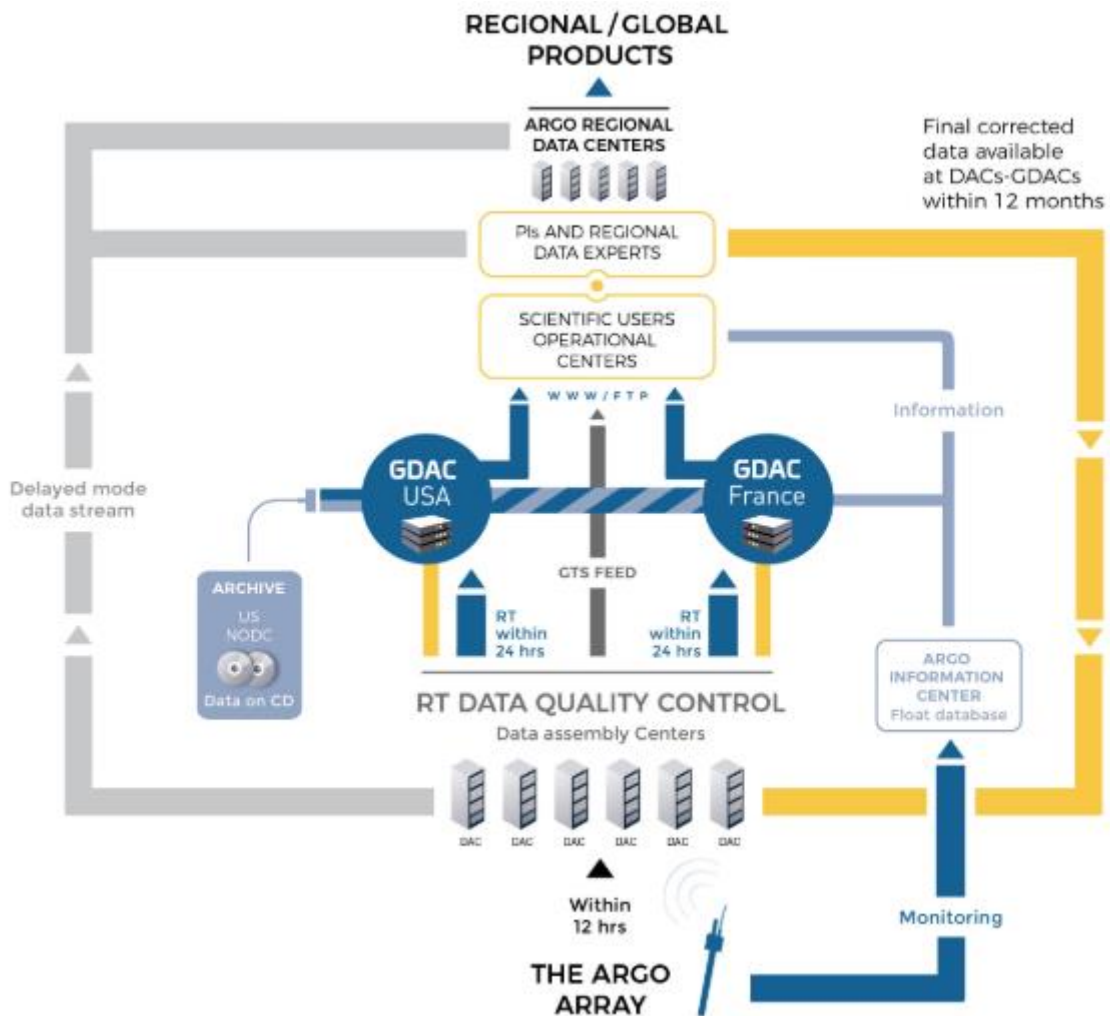 REGIONAL / GLOBAL
PRODUCTS
ARGO REGIONAL
DATA CENTERS
Final corrected
data available
at DACs-GDACs
within 12 months
PIs AND REGIONAL
DATA EXPERTS
SCIENTIFIC USERS
OPERATIONAL
CENTERS
WWW/FTP
Information
GDAC
USA
GDAC
France
Delayed mode
data stream
GTS FEED
ARCHIVE
US
NODC
Data on CD
RT
within
24 hrs
RT
within
24 hrs
ARGO
INFORMATION
CENTER
Float database
RT DATA QUALITY CONTROL
Data assembly Centers
DAC
DAC
DAC
DAC
DAC
DAC
Within
12 hrs
Monitoring
THE ARGO
ARRAY